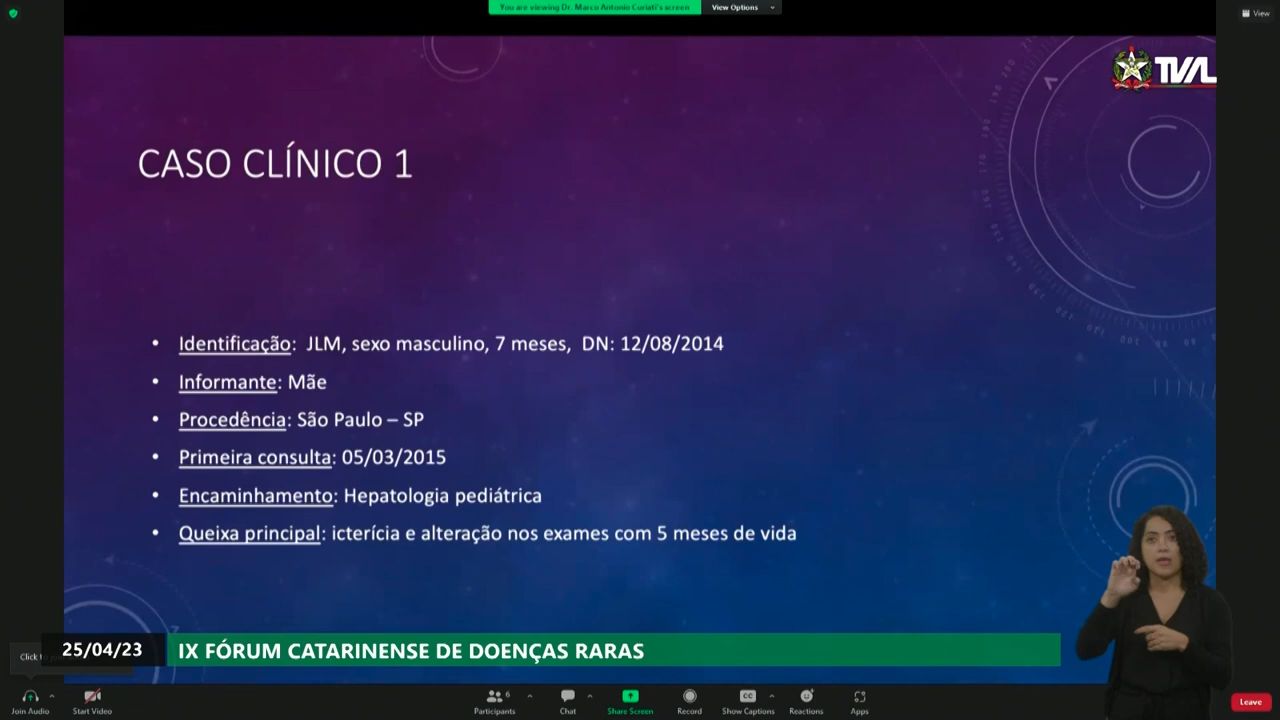 You are viewing Dr. Marco Antonio Curiati's screen
View Options
View
TVAL
CASO CLÍNICO 1
• Identificação: JLM, sexo masculino, 7 meses, DN: 12/08/2014
• Informante: Mãe
• Procedência: São Paulo – SP
• Primeira consulta: 05/03/2015
• Encaminhamento: Hepatologia pediátrica
• Queixa principal: icterícia e alteração nos exames com 5 meses de vida
25/04/23
IX FÓRUM CATARINENSE DE DOENÇAS RARAS
Click
Join Audio
Start Video
Participants
6
Chat
Share Screen
Record
CC
Show Captions
Reactions
Apps
Leave